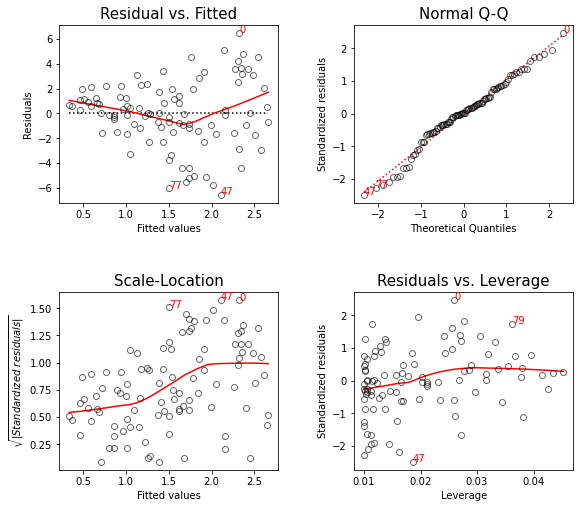 Residual vs. Fitted
Residuals
6
4
2
0
−2
−4
−6
0
77
47
0.5 1.0 1.5 2.0 2.5
Fitted values
Normal Q-Q
Standardized residuals
2
1
0
−1
−2
0
47 77
−2 −1 0 1 2
Theoretical Quantiles
Scale-Location
√|Standardized residuals|
1.50
1.25
1.00
0.75
0.50
0.25
77
47
0
0.5 1.0 1.5 2.0 2.5
Fitted values
Residuals vs. Leverage
Standardized residuals
2
1
0
−1
−2
0
79
47
0.01 0.02 0.03 0.04
Leverage